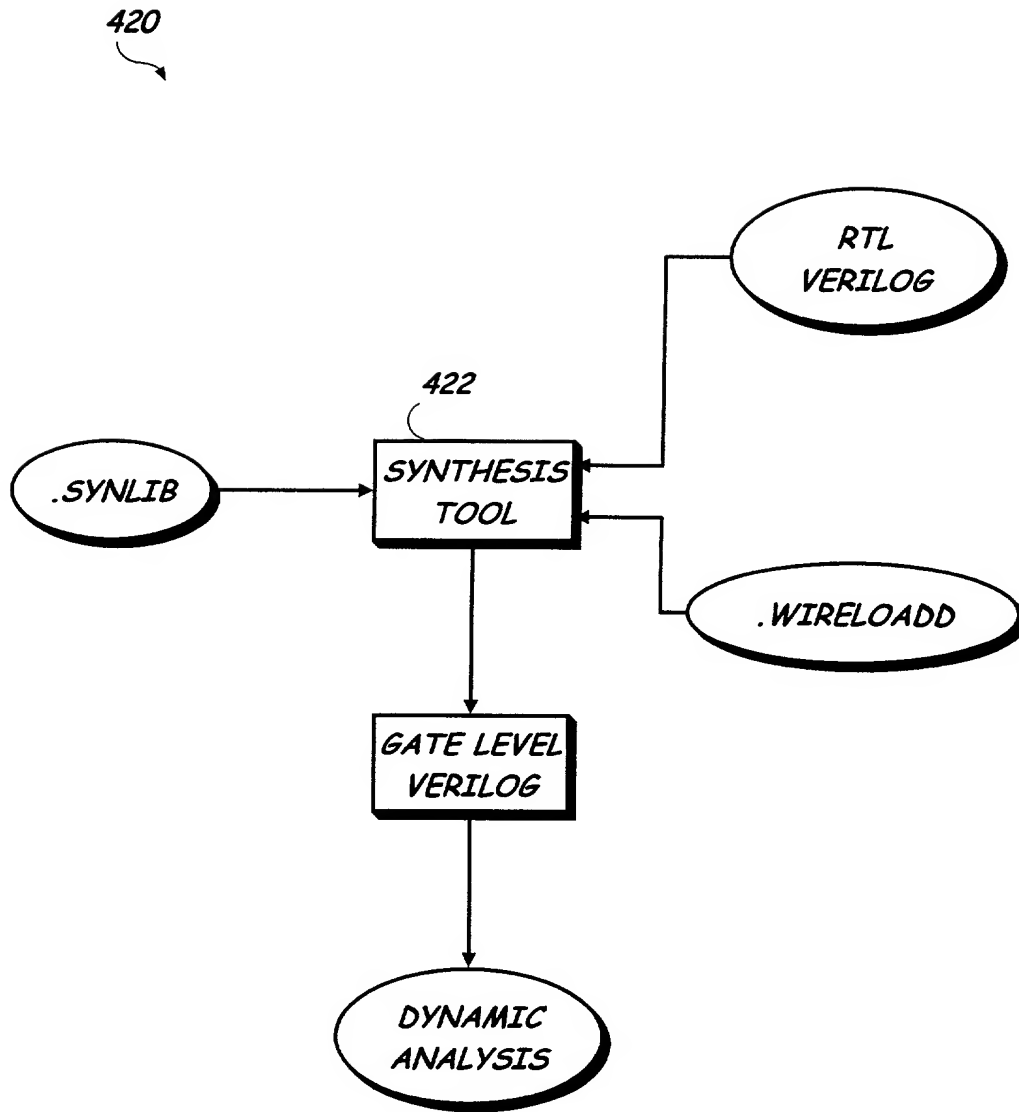 420
RTL
VERILOG
422
.SYNLIB
SYNTHESIS
TOOL
.WIRELOADD
GATE LEVEL
VERILOG
DYNAMIC
ANALYSIS